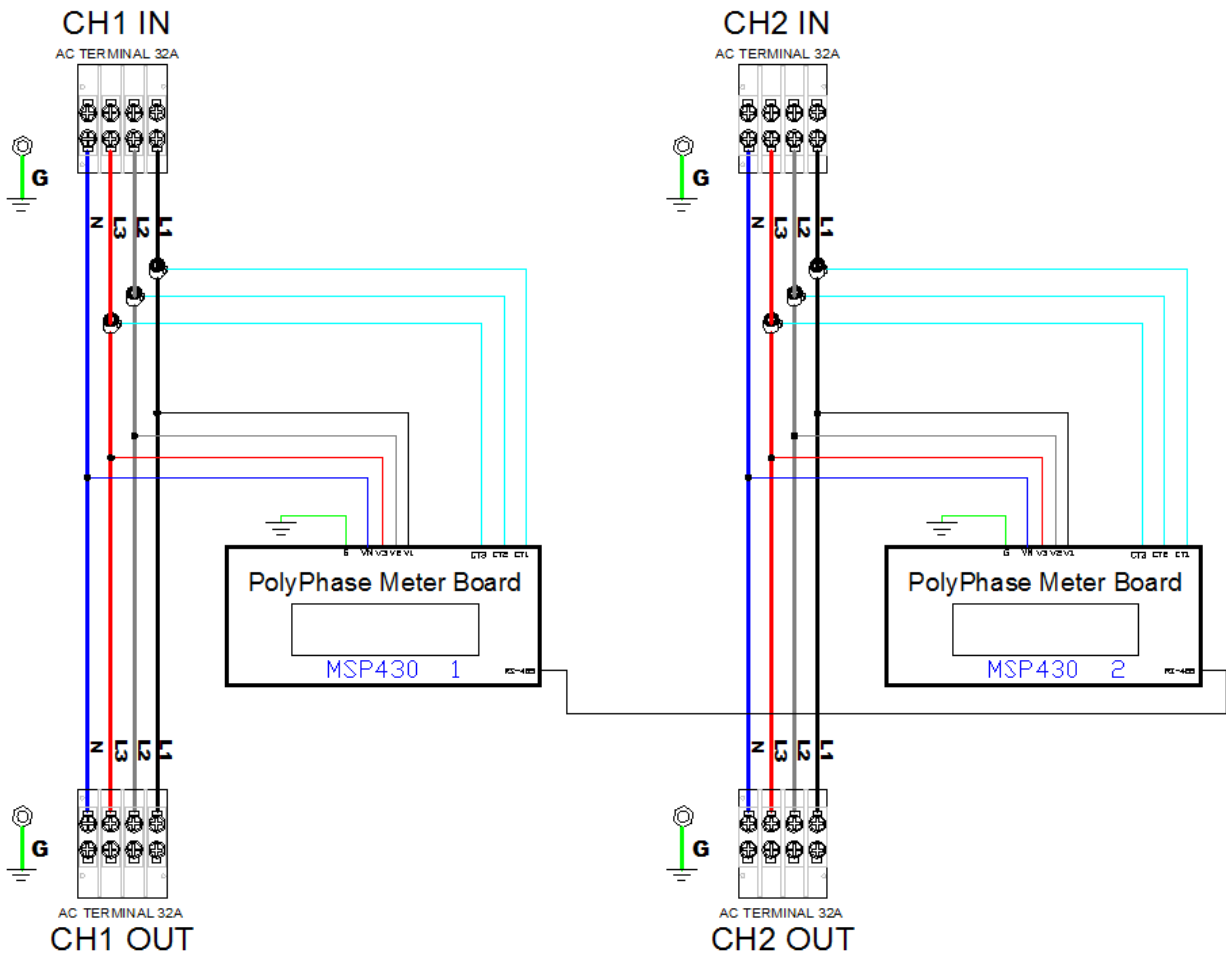 CH1 IN
AC TERMINAL 32A
G
N
L3
L2
L1
G
VN
V3
V2
V1
CT3
CT2
CT1
PolyPhase Meter Board
MSP430 1
RS-485
N
L3
L2
L1
G
AC TERMINAL 32A
CH1 OUT
CH2 IN
AC TERMINAL 32A
G
N
L3
L2
L1
G
VN
V3
V2
V1
CT3
CT2
CT1
PolyPhase Meter Board
MSP430 2
RS-485
N
L3
L2
L1
G
AC TERMINAL 32A
CH2 OUT